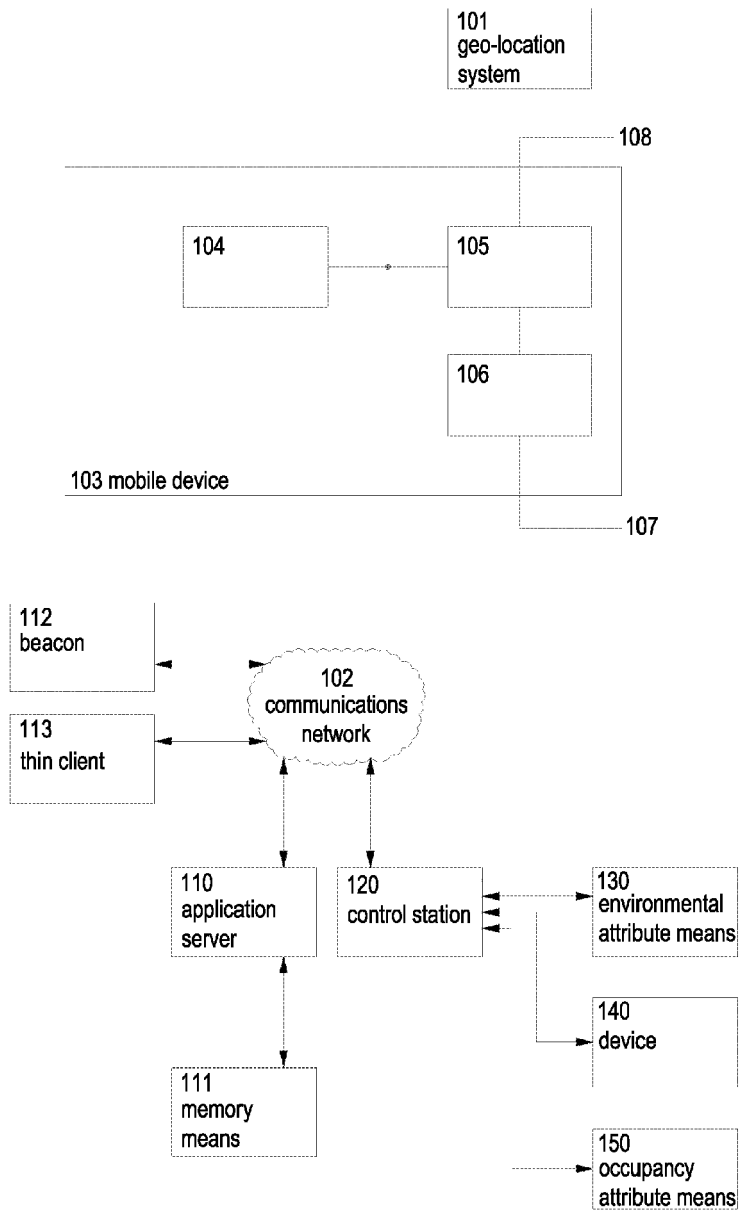 101
geo-location
system
108
104
105
106
103 mobile device
107
112
beacon
102
communications
network
113
thin client
110
application
server
120
control station
130
environmental
attribute means
140
device
111
memory
means
150
occupancy
attribute means